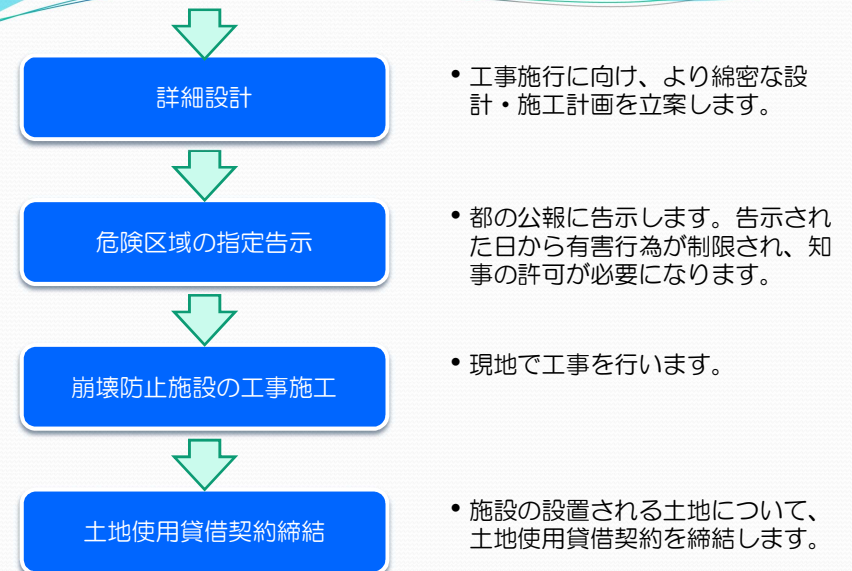 詳細設計
• 工事施行に向け、より綿密な設
計・施工計画を立案します。
危険区域の指定告示
• 都の公報に告示します。告示され
た日から有害行為が制限され、知
事の許可が必要になります。
崩壊防止施設の工事施工
• 現地で工事を行います。
土地使用貸借契約締結
• 施設の設置される土地について、
土地使用貸借契約を締結します。